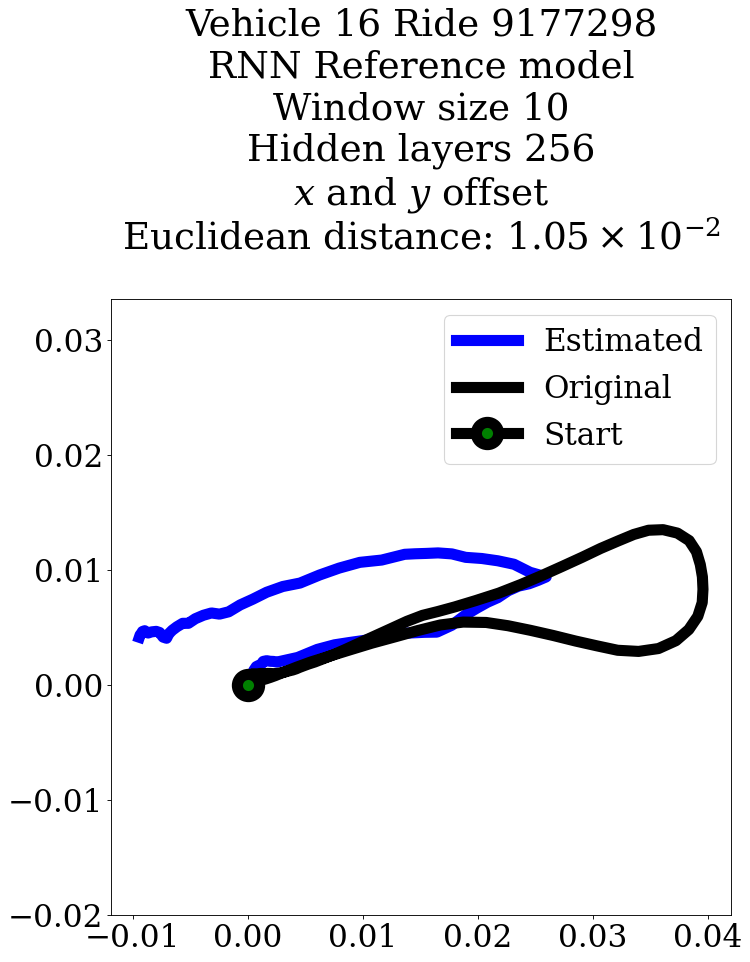 Vehicle 16 Ride 9177298
RNN Reference model
Window size 10
Hidden layers 256
x and y offset
Euclidean distance: 1.05 × 10⁻²
Estimated
Original
Start
0.03
0.02
0.01
0.00
−0.01
−0.02
−0.01 0.00 0.01 0.02 0.03 0.04